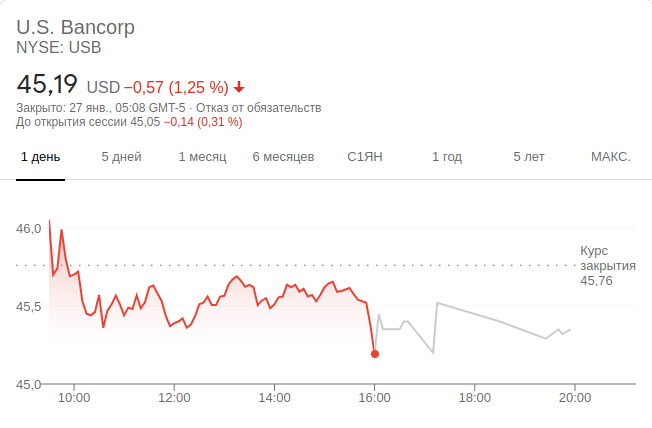 U.S. Bancorp
NYSE: USB
45,19 USD −0,57 (1,25 %)
Закрыто: 27 янв., 05:08 GMT-5 · Отказ от обязательств
До открытия сессии 45,05 −0,14 (0,31 %)
1 день 5 дней 1 месяц 6 месяцев С1ЯН 1 год 5 лет МАКС.
46,0
Курс
закрытия
45,76
45,5
45,0
10:00 12:00 14:00 16:00 18:00 20:00